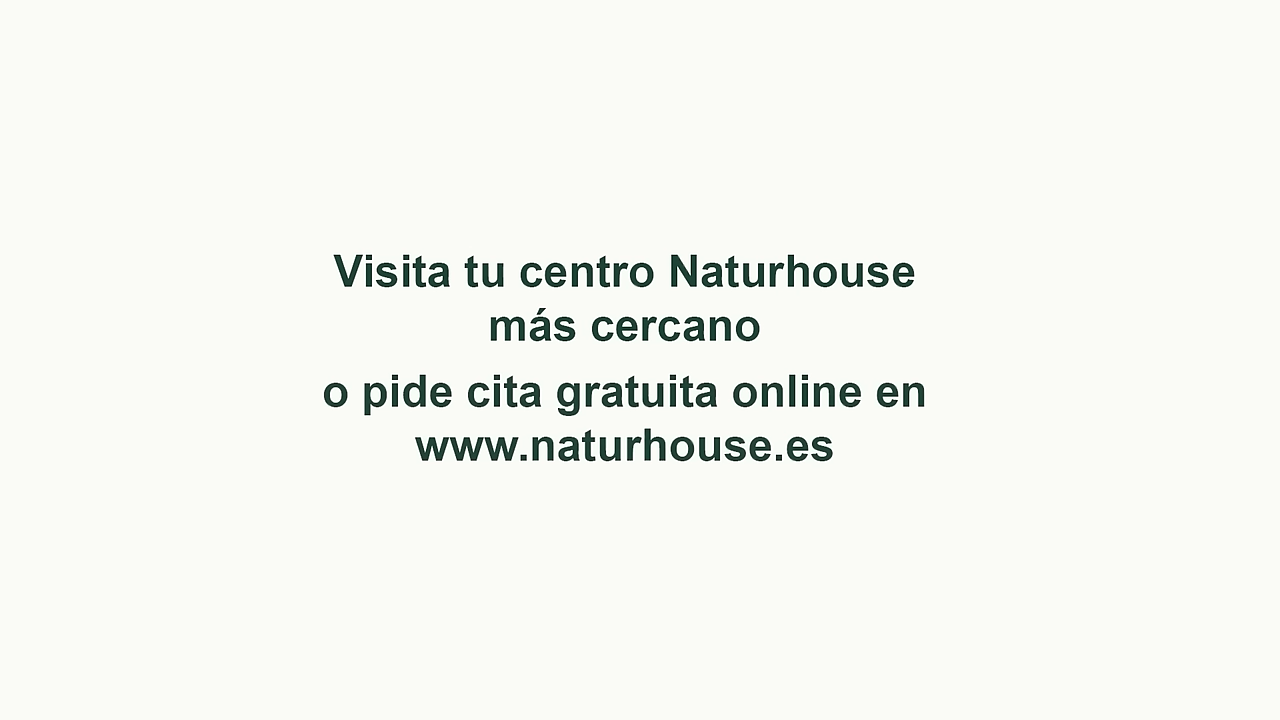 Visita tu centro Naturhouse
más cercano
o pide cita gratuita online en
www.naturhouse.es